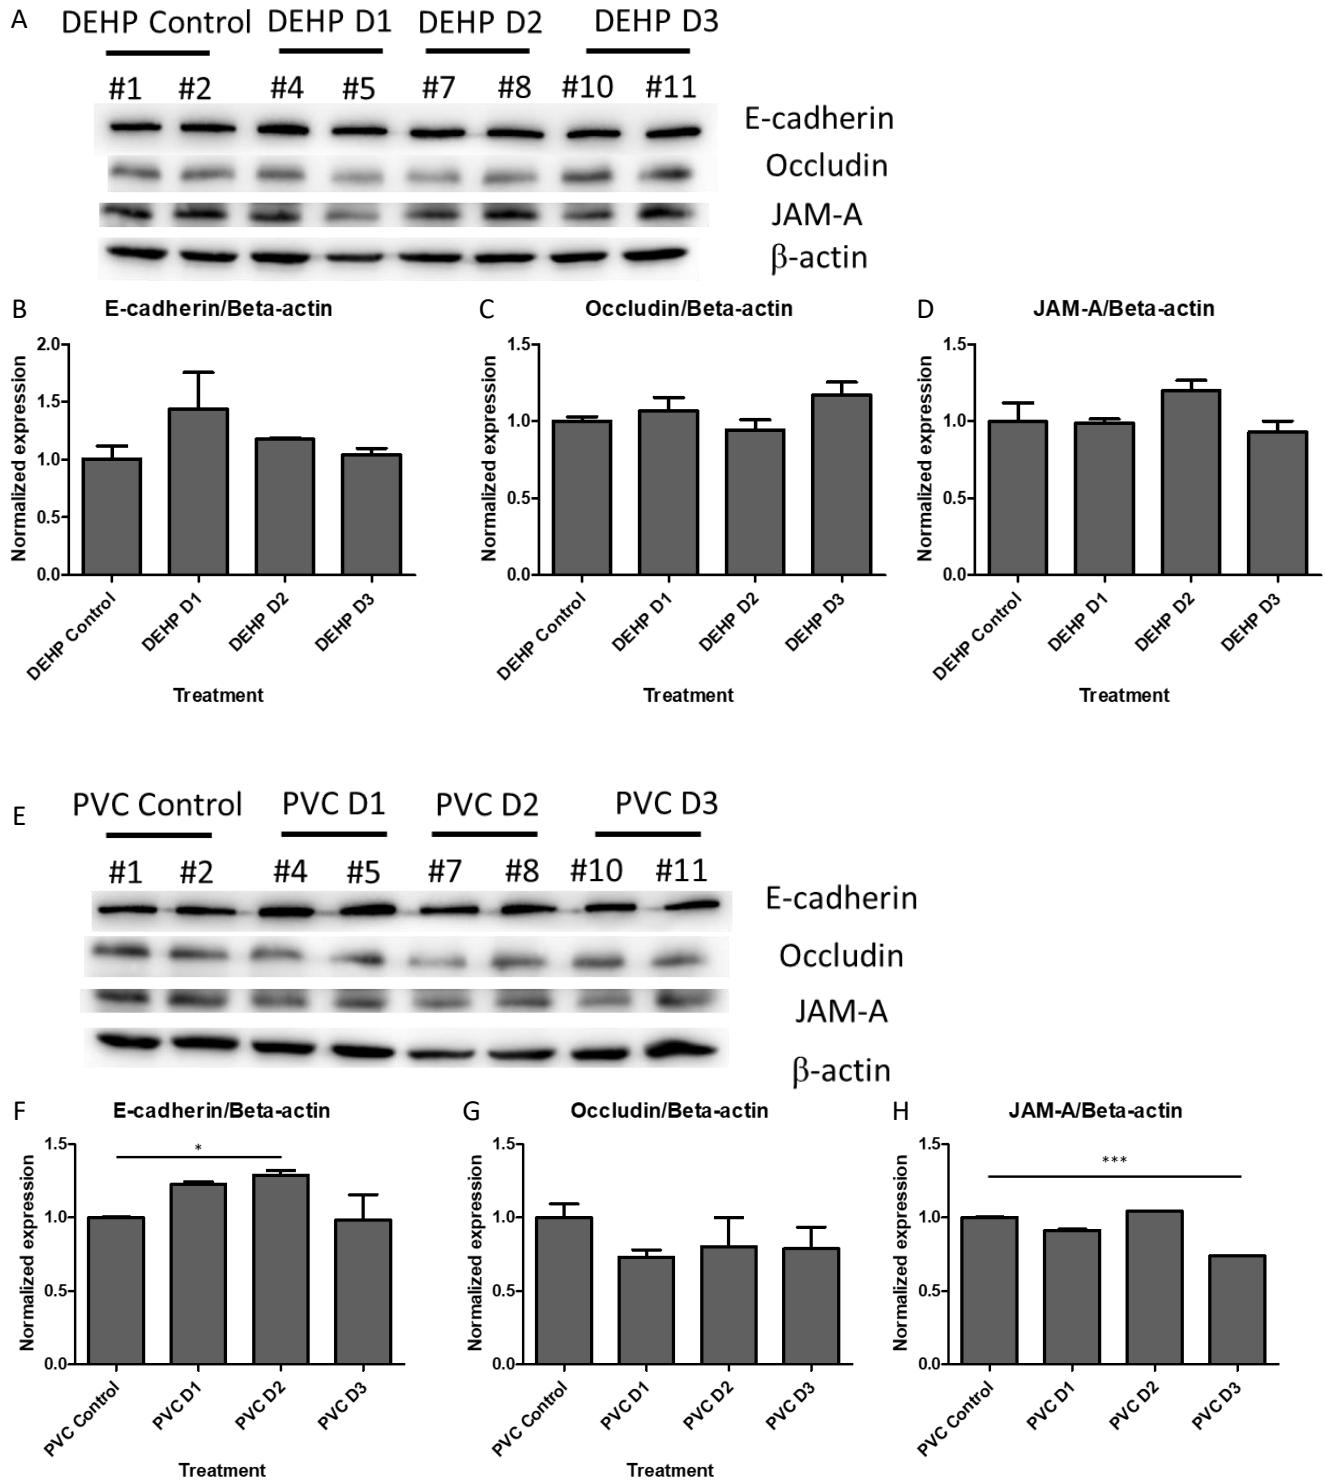 A
DEHP Control DEHP D1 DEHP D2 DEHP D3
#1 #2 #4 #5 #7 #8 #10 #11
E-cadherin
Occludin
JAM-A
β-actin
B
E-cadherin/Beta-actin
Normalized expression
2.0
1.5
1.0
0.5
0.0
DEHP Control
DEHP D1
DEHP D2
DEHP D3
Treatment
C
Occludin/Beta-actin
Normalized expression
1.5
1.0
0.5
0.0
DEHP Control
DEHP D1
DEHP D2
DEHP D3
Treatment
D
JAM-A/Beta-actin
Normalized expression
1.5
1.0
0.5
0.0
DEHP Control
DEHP D1
DEHP D2
DEHP D3
Treatment
E
PVC Control PVC D1 PVC D2 PVC D3
#1 #2 #4 #5 #7 #8 #10 #11
E-cadherin
Occludin
JAM-A
β-actin
F
E-cadherin/Beta-actin
Normalized expression
1.5
1.0
0.5
0.0
*
PVC Control
PVC D1
PVC D2
PVC D3
Treatment
G
Occludin/Beta-actin
Normalized expression
1.5
1.0
0.5
0.0
PVC Control
PVC D1
PVC D2
PVC D3
Treatment
H
JAM-A/Beta-actin
Normalized expression
1.5
1.0
0.5
0.0
***
PVC Control
PVC D1
PVC D2
PVC D3